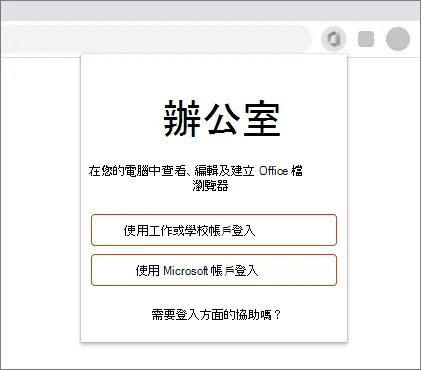 辦公室
在您的電腦中查看、編輯及建立 Office 檔
瀏覽器
使用工作或學校帳戶登入
使用 Microsoft 帳戶登入
需要登入方面的協助嗎？